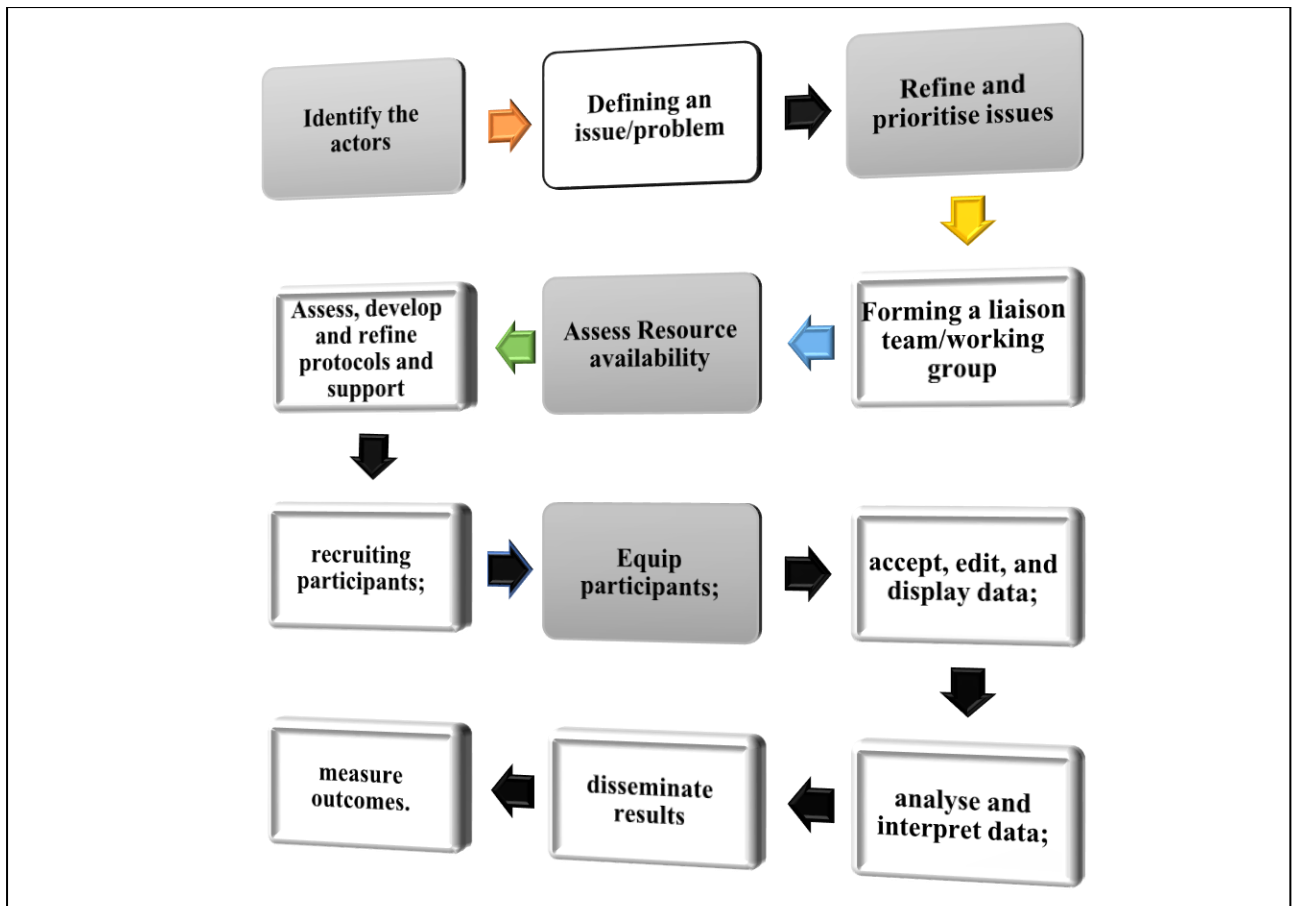 Identify the
actors
Defining an
issue/problem
Refine and
prioritise issues
Forming a liaison
team/working
group
Assess Resource
availability
Assess, develop
and refine
protocols and
support
recruiting
participants;
Equip
participants;
accept, edit, and
display data;
analyse and
interpret data;
disseminate
results
measure
outcomes.